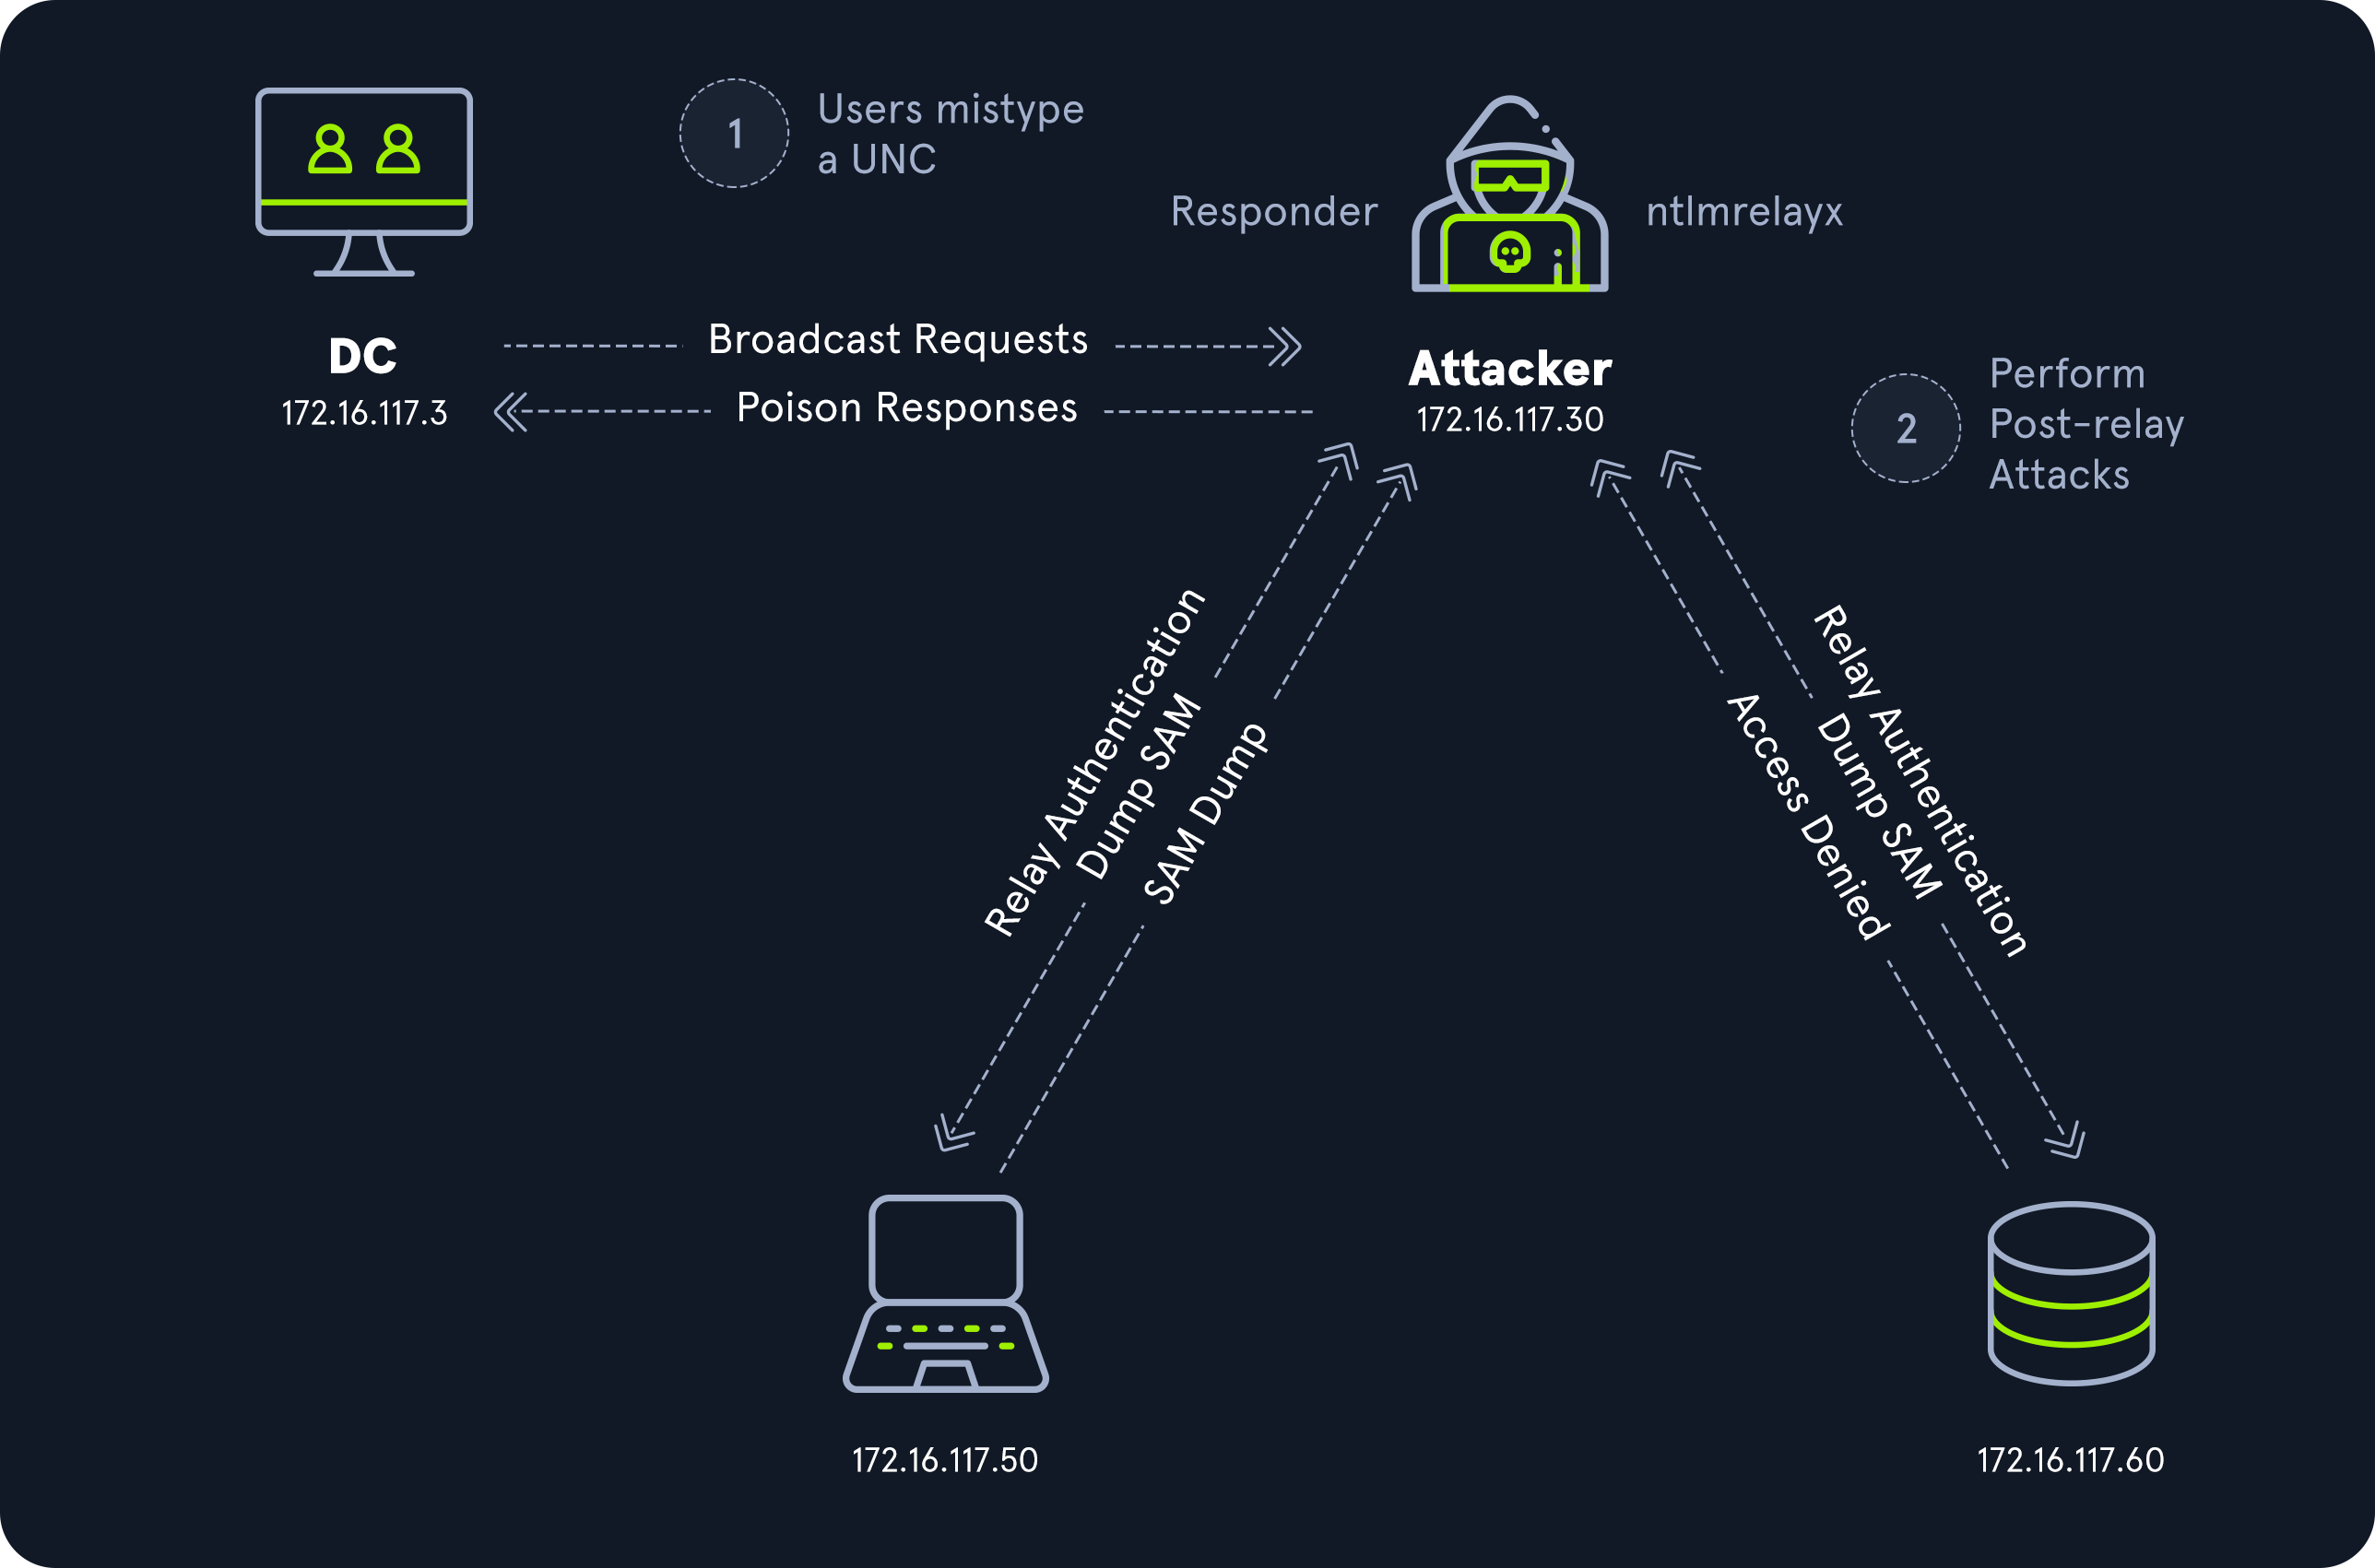 1
Users mistype
a UNC
Responder
ntlmrelayx
DC
172.16.117.3
Broadcast Requests
Poison Responses
Attacker
172.16.117.30
2
Perform
Post-relay
Attacks
Relay Authentication
Dump SAM
SAM Dump
Access Denied
Dump SAM
Relay Authentication
172.16.117.50
172.16.117.60